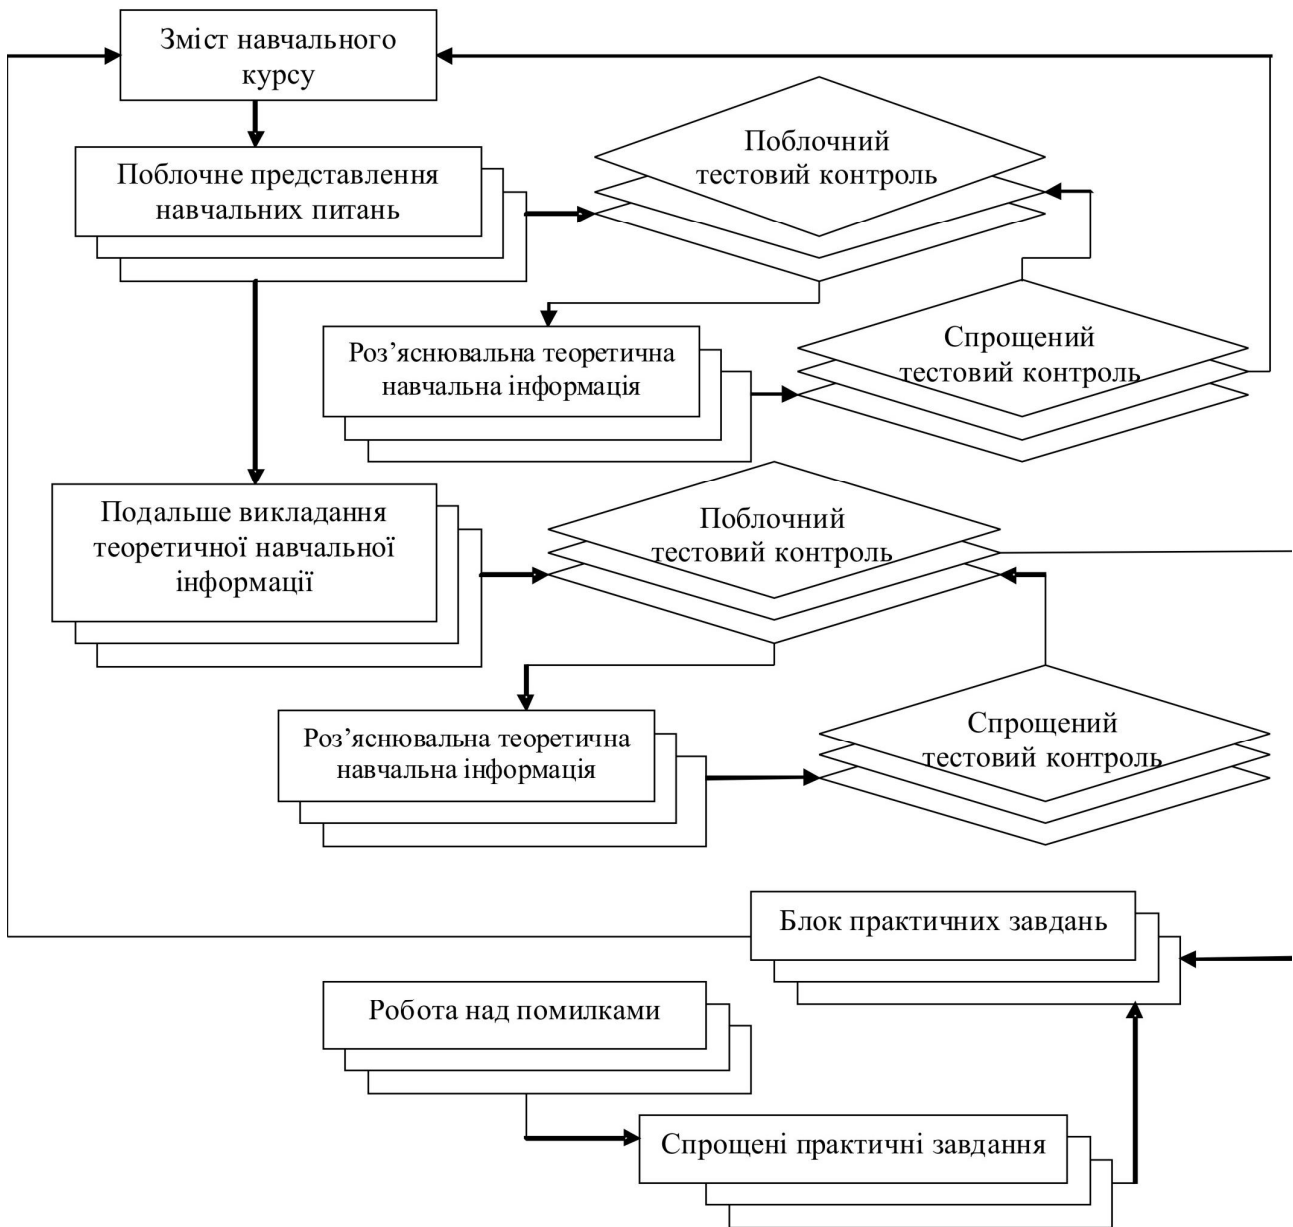 Зміст навчального
курсу
Поблочне представлення
навчальних питань
Поблочний
тестовий контроль
Роз’яснювальна теоретична
навчальна інформація
Спрощений
тестовий контроль
Подальше викладання
теоретичної навчальної
інформації
Поблочний
тестовий контроль
Роз’яснювальна теоретична
навчальна інформація
Спрощений
тестовий контроль
Блок практичних завдань
Робота над помилками
Спрощені практичні завдання